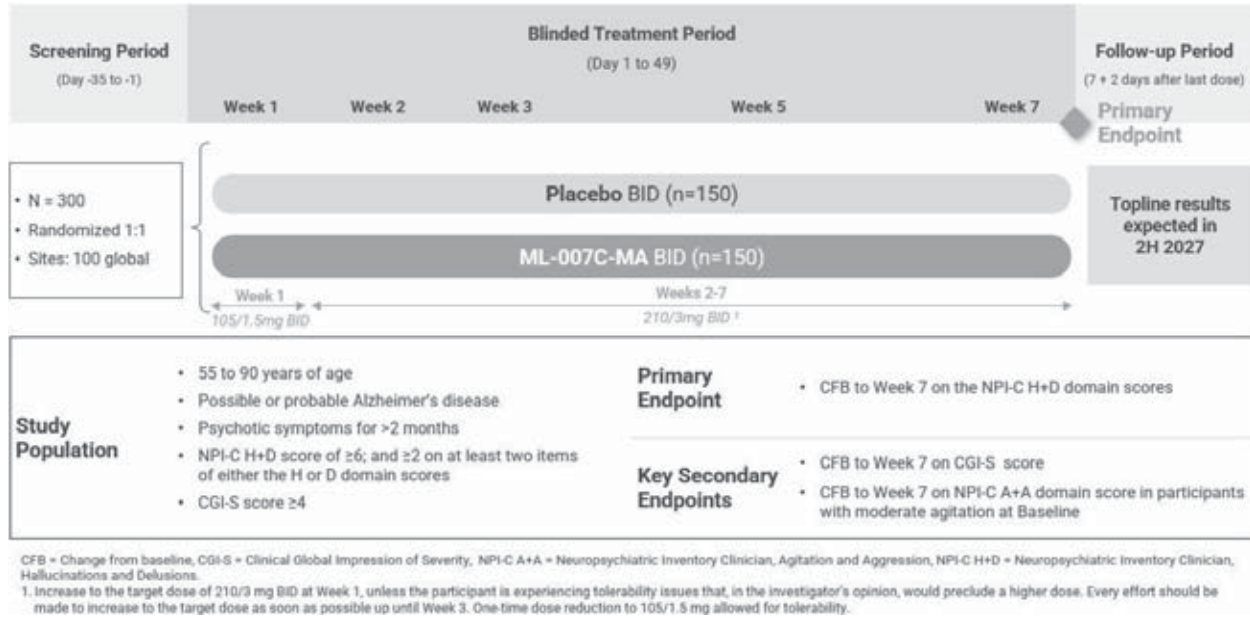 Screening Period
(Day -35 to -1)
Blinded Treatment Period
(Day 1 to 49)
Week 1
Week 2
Week 3
Week 5
Week 7
Follow-up Period
(7 + 2 days after last dose)
Primary
Endpoint
• N = 300
• Randomized 1:1
• Sites: 100 global
Placebo BID (n=150)
ML-007C-MA BID (n=150)
Week 1
105/1.5mg BID
Weeks 2-7
210/3mg BID ¹
Topline results
expected in
2H 2027
Study
Population
• 55 to 90 years of age
• Possible or probable Alzheimer's disease
• Psychotic symptoms for >2 months
• NPI-C H+D score of ≥6; and ≥2 on at least two items
of either the H or D domain scores
• CGI-S score ≥4
Primary
Endpoint
• CFB to Week 7 on the NPI-C H+D domain scores
Key Secondary
Endpoints
• CFB to Week 7 on CGI-S score
• CFB to Week 7 on NPI-C A+A domain score in participants
with moderate agitation at Baseline
CFB = Change from baseline, CGI-S = Clinical Global Impression of Severity, NPI-C A+A = Neuropsychiatric Inventory Clinician, Agitation and Aggression, NPI-C H+D = Neuropsychiatric Inventory Clinician,
Hallucinations and Delusions.
1. Increase to the target dose of 210/3 mg BID at Week 1, unless the participant is experiencing tolerability issues that, in the investigator's opinion, would preclude a higher dose. Every effort should be
made to increase to the target dose as soon as possible up until Week 3. One-time dose reduction to 105/1.5 mg allowed for tolerability.